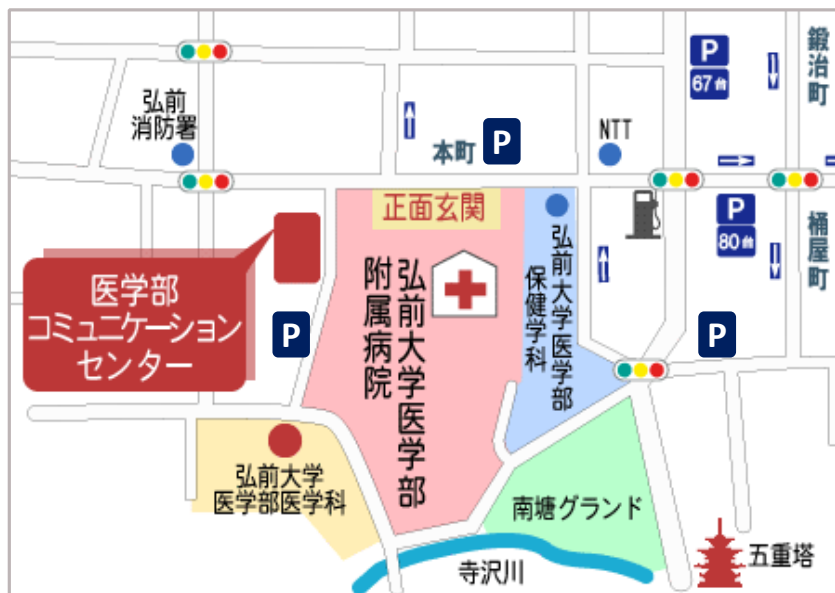 P
67台
鍛治町
弘前
消防署
本町
P
NTT
正面玄関
P
80台
桶屋町
医学部
コミュニケーション
センター
P
弘前大学医学部
附属病院
弘前大学医学部
保健学科
P
弘前大学
医学部医学科
南塘グランド
寺沢川
五重塔